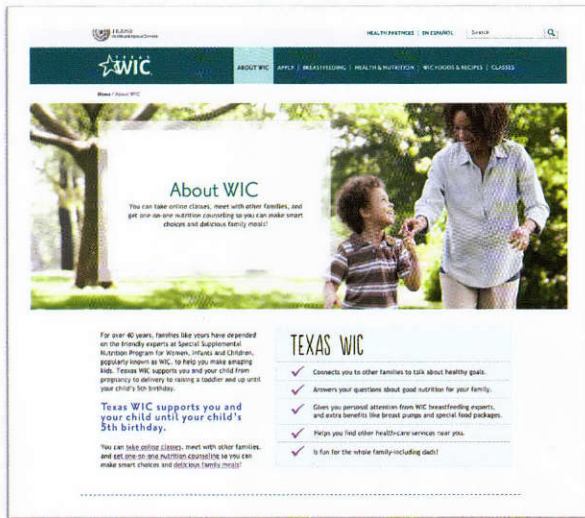 TEXAS
HEALTH PARTNERS | EN ESPAÑOL
Search
TEXAS
WIC
ABOUT WIC | APPLY | BREASTFEEDING | HEALTH & NUTRITION | WIC FOODS & RECIPES | CLASSES
Home / About WIC
About WIC
You can take online classes, meet with other families, and
get one-on-one nutrition counseling so you can make smart
choices and delicious family meals!
For over 40 years, families like yours have depended
on the friendly experts at Special Supplemental
Nutrition Program for Women, Infants and Children,
popularly known as WIC, to help you make amazing
kids. Texas WIC supports you and your child from
pregnancy to delivery to raising a toddler and up until
your child's 5th birthday.
Texas WIC supports you and
your child until your child's
5th birthday.
You can take online classes, meet with other families,
and get one-on-one nutrition counseling so you can
make smart choices and delicious family meals!
TEXAS WIC
Connects you to other families to talk about healthy goals.
Answers your questions about good nutrition for your family.
Gives you personal attention from WIC breastfeeding experts,
and extra benefits like breast pumps and special food packages.
Helps you find other health-care services near you.
Is fun for the whole family-including dads!